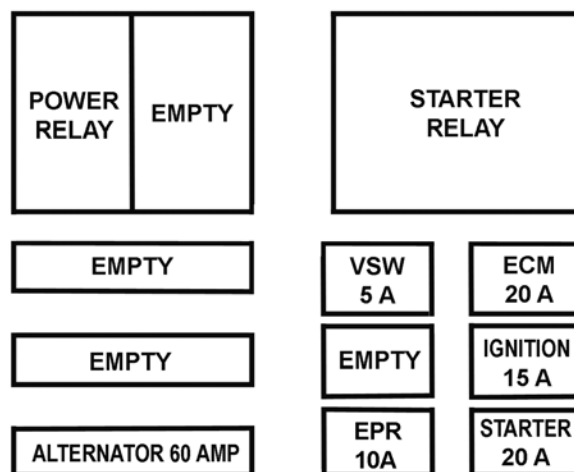 POWER
RELAY
EMPTY
STARTER
RELAY
EMPTY
VSW
5 A
ECM
20 A
EMPTY
EMPTY
IGNITION
15 A
ALTERNATOR 60 AMP
EPR
10A
STARTER
20 A